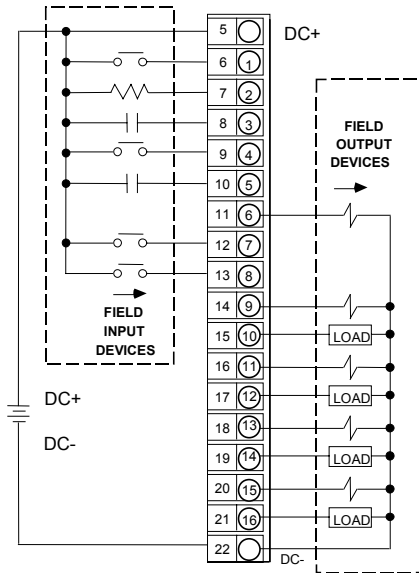 5 DC+
6 1
7 2
8 3
9 4
10 5
11 6
12 7
13 8
14 9
15 10 LOAD
16 11
17 12 LOAD
18 13
19 14 LOAD
20 15
21 16 LOAD
22 DC-
FIELD
INPUT
DEVICES
FIELD
OUTPUT
DEVICES
DC+
DC-